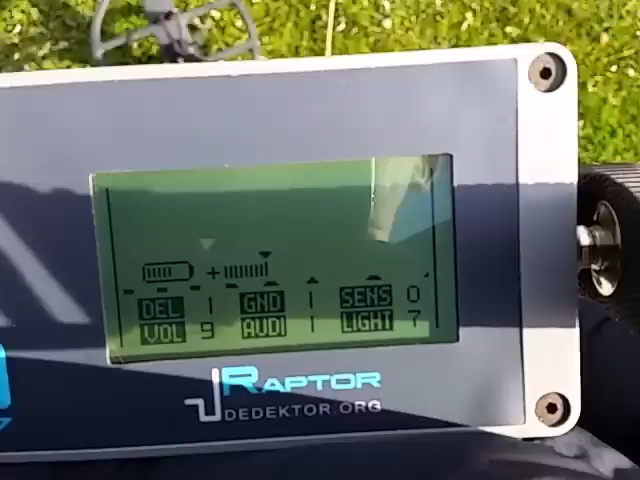 DEL 1 GND 1 SENS 0
VOL 9 AUDI 1 LIGHT 7
RAPTOR
DEDEKTOR ORG